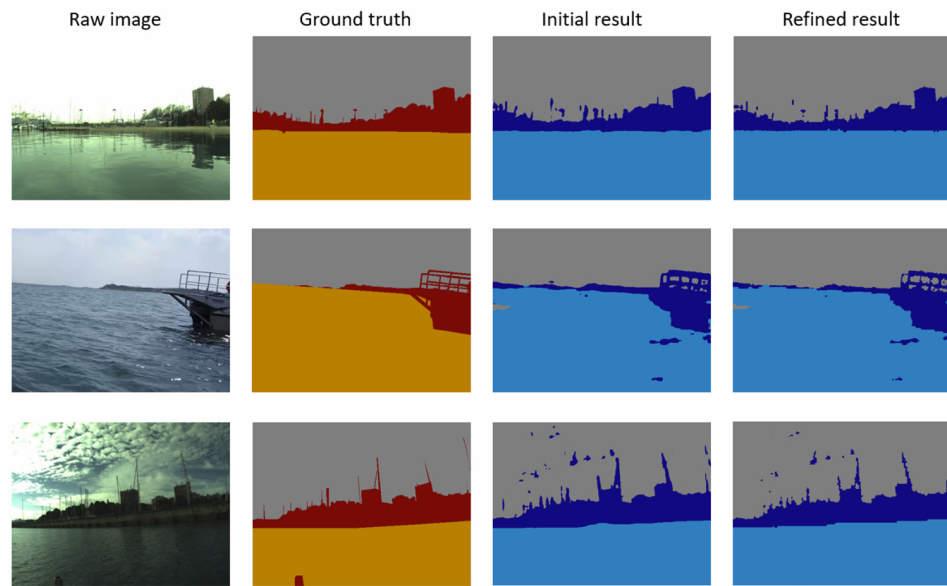 Raw image
Ground truth
Initial result
Refined result